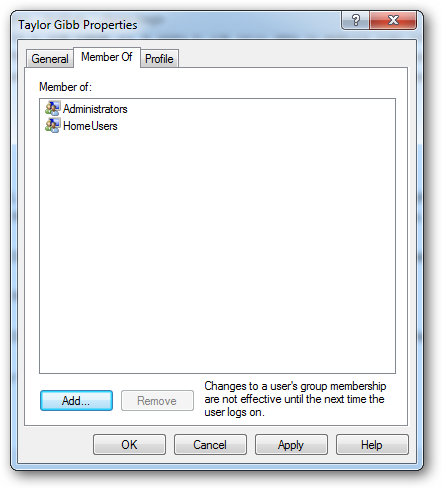 Taylor Gibb Properties
?
General
Member Of
Profile
Member of:
Administrators
HomeUsers
Add...
Remove
Changes to a user's group membership
are not effective until the next time the
user logs on.
OK
Cancel
Apply
Help